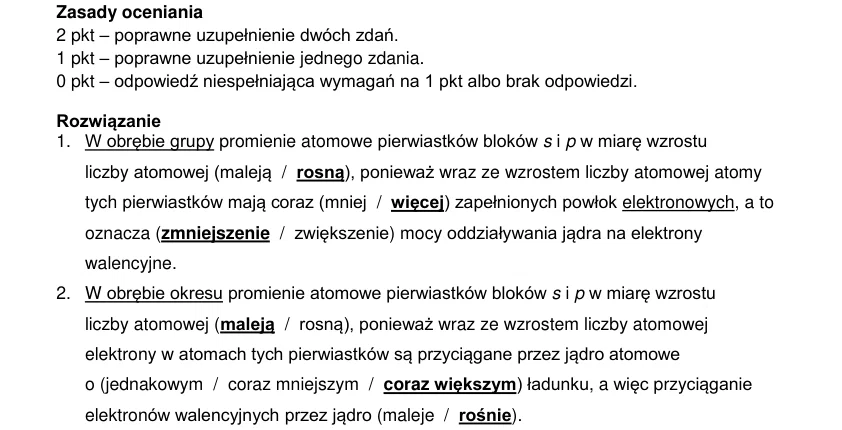 Zasady oceniania
2 pkt – poprawne uzupełnienie dwóch zdań.
1 pkt – poprawne uzupełnienie jednego zdania.
0 pkt – odpowiedź niespełniająca wymagań na 1 pkt albo brak odpowiedzi.
Rozwiązanie
1. W obrębie grupy promienie atomowe pierwiastków bloków s i p w miarę wzrostu
liczby atomowej (maleją / rosną), ponieważ wraz ze wzrostem liczby atomowej atomy
tych pierwiastków mają coraz (mniej / więcej) zapełnionych powłok elektronowych, a to
oznacza (zmniejszenie / zwiększenie) mocy oddziaływania jądra na elektrony
walencyjne.
2. W obrębie okresu promienie atomowe pierwiastków bloków s i p w miarę wzrostu
liczby atomowej (maleją / rosną), ponieważ wraz ze wzrostem liczby atomowej
elektrony w atomach tych pierwiastków są przyciągane przez jądro atomowe
o (jednakowym / coraz mniejszym / coraz większym) ładunku, a więc przyciąganie
elektronów walencyjnych przez jądro (maleje / rośnie).